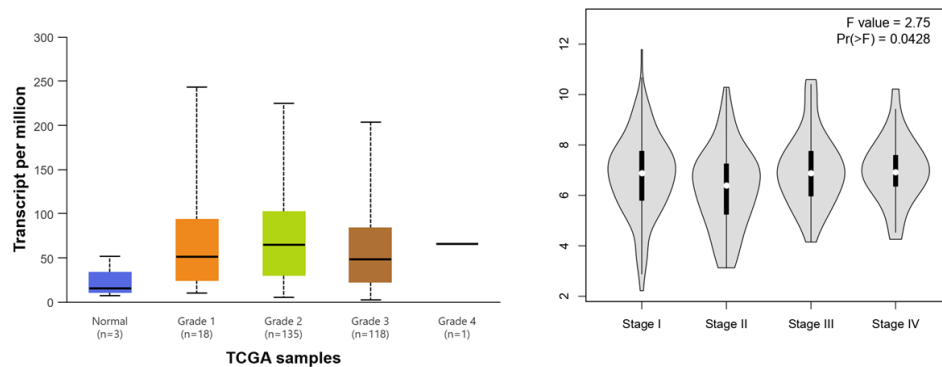 Transcript per million
300
250
200
150
100
50
0
Normal
(n=3)
Grade 1
(n=18)
Grade 2
(n=135)
Grade 3
(n=118)
Grade 4
(n=1)
TCGA samples
F value = 2.75
Pr(>F) = 0.0428
12
10
8
6
4
2
Stage I
Stage II
Stage III
Stage IV